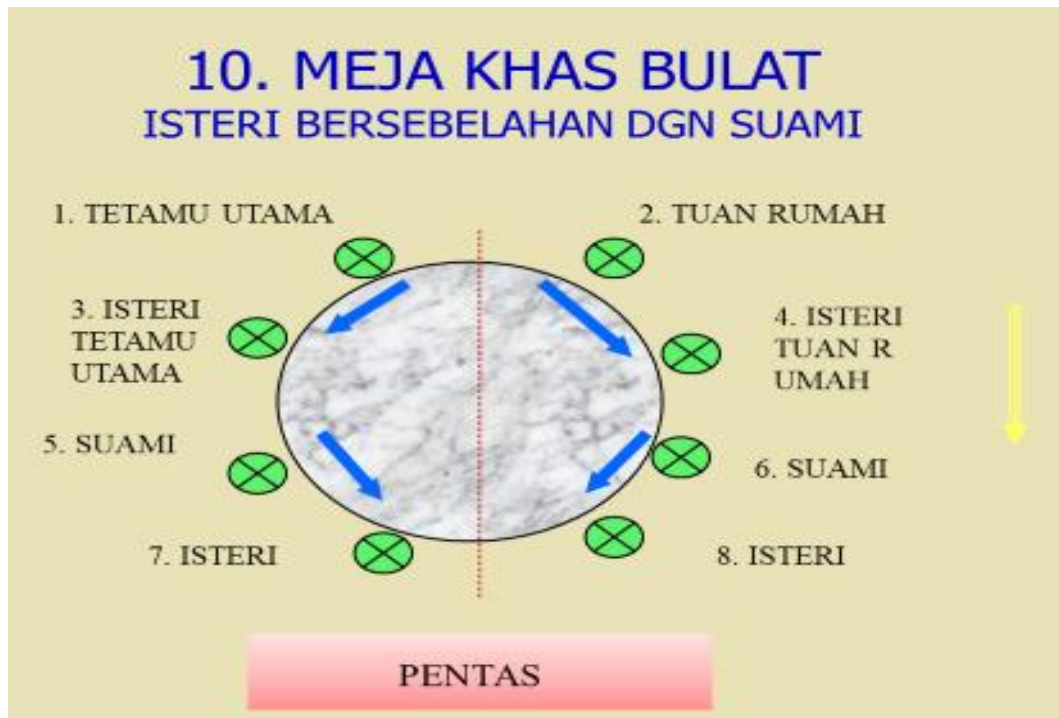 10. MEJA KHAS BULAT
ISTERI BERSEBELAHAN DGN SUAMI
1. TETAMU UTAMA
2. TUAN RUMAH
3. ISTERI
TETAMU
UTAMA
4. ISTERI
TUAN R
UMAH
5. SUAMI
6. SUAMI
7. ISTERI
8. ISTERI
PENTAS